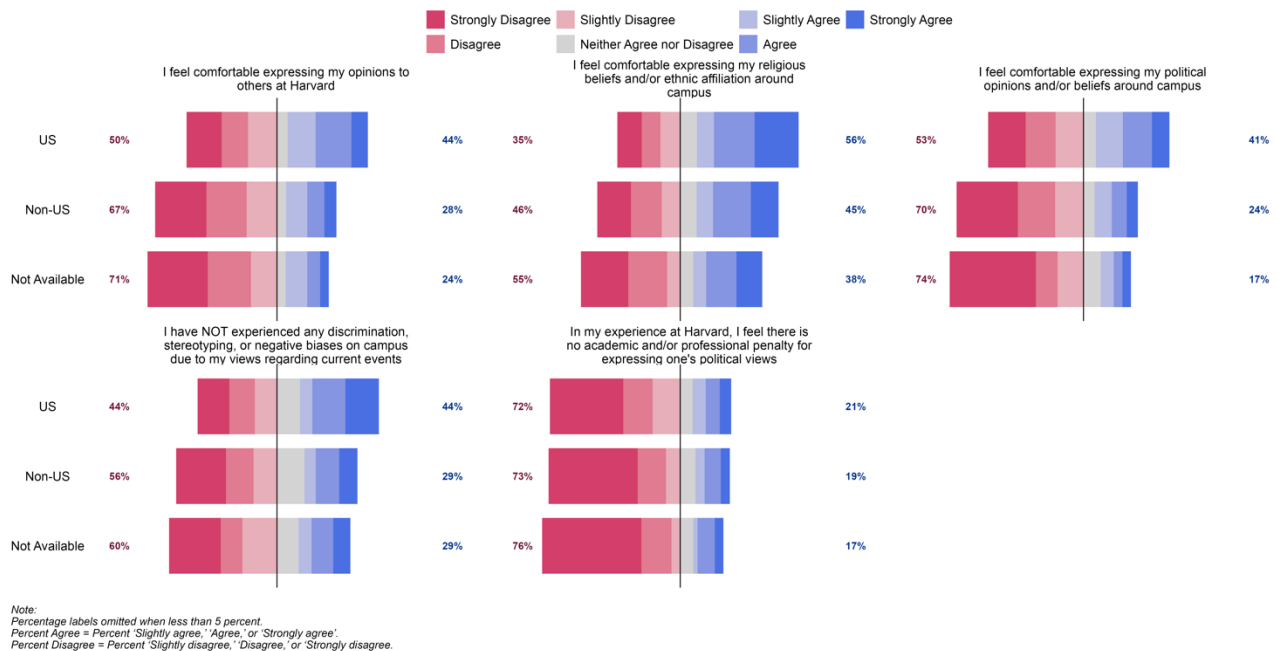 Strongly Disagree Slightly Disagree Slightly Agree Strongly Agree
Disagree Neither Agree nor Disagree Agree
I feel comfortable expressing my opinions to
others at Harvard
I feel comfortable expressing my religious
beliefs and/or ethnic affiliation around
campus
I feel comfortable expressing my political
opinions and/or beliefs around campus
US 50% 44% 35% 56% 53% 41%
Non-US 67% 28% 46% 45% 70% 24%
Not Available 71% 24% 55% 38% 74% 17%
I have NOT experienced any discrimination,
stereotyping, or negative biases on campus
due to my views regarding current events
In my experience at Harvard, I feel there is
no academic and/or professional penalty for
expressing one's political views
US 44% 44% 72% 21%
Non-US 56% 29% 73% 19%
Not Available 60% 29% 76% 17%
Note:
Percentage labels omitted when less than 5 percent.
Percent Agree = Percent ‘Slightly agree,’ ‘Agree,’ or ‘Strongly agree’.
Percent Disagree = Percent ‘Slightly disagree,’ ‘Disagree,’ or ‘Strongly disagree.